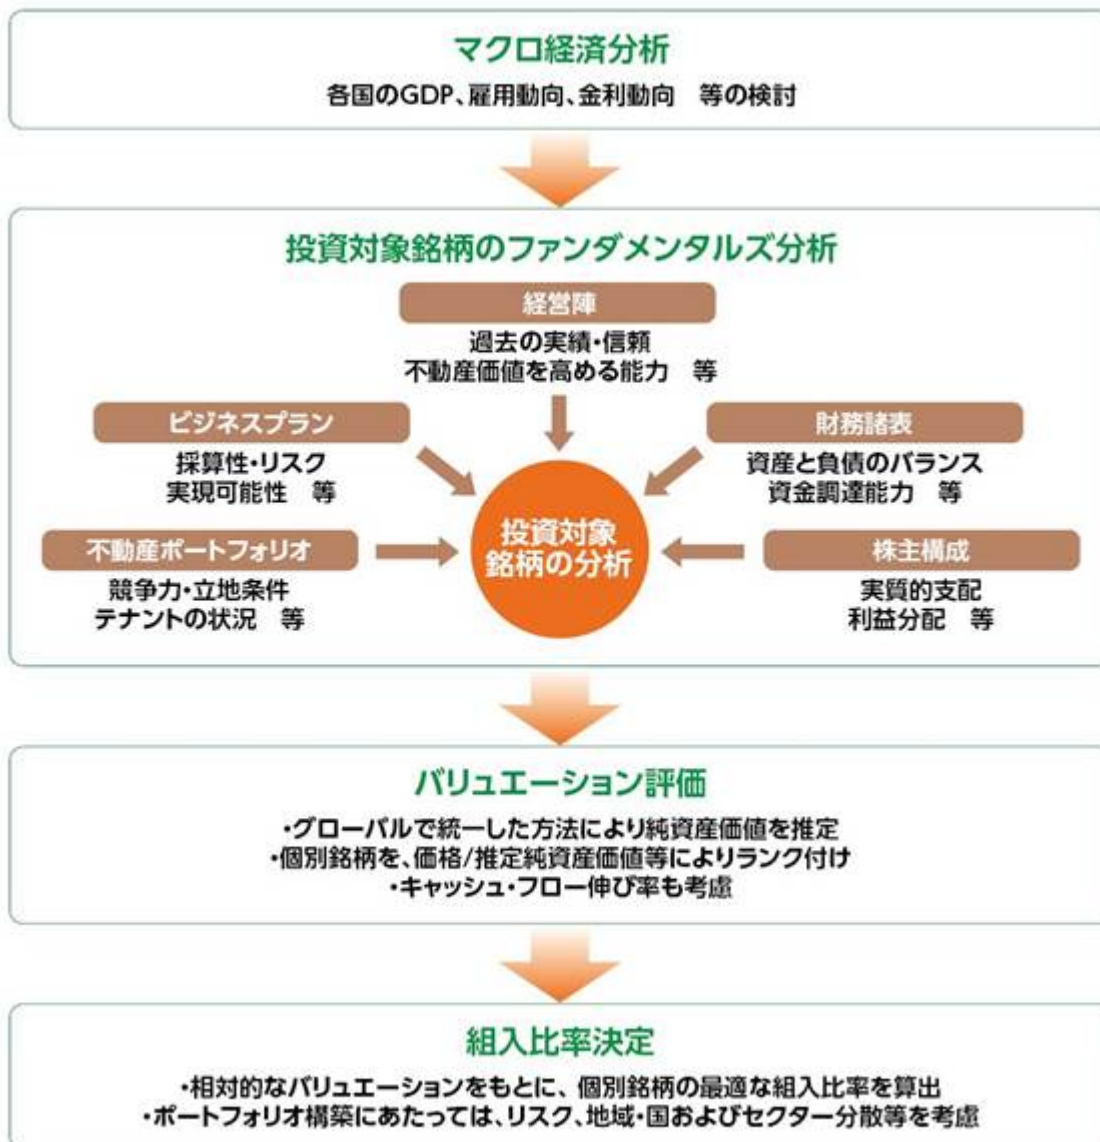 マクロ経済分析
各国のGDP、雇用動向、金利動向　等の検討
投資対象銘柄のファンダメンタルズ分析
経営陣
過去の実績・信頼
不動産価値を高める能力　等
ビジネスプラン
採算性・リスク
実現可能性　等
財務諸表
資産と負債のバランス
資金調達能力　等
不動産ポートフォリオ
競争力・立地条件
テナントの状況　等
投資対象
銘柄の分析
株主構成
実質的支配
利益分配　等
バリュエーション評価
・グローバルで統一した方法により純資産価値を推定
・個別銘柄を、価格/推定純資産価値等によりランク付け
・キャッシュ・フロー伸び率も考慮
組入比率決定
・相対的なバリュエーションをもとに、個別銘柄の最適な組入比率を算出
・ポートフォリオ構築にあたっては、リスク、地域・国およびセクター分散等を考慮